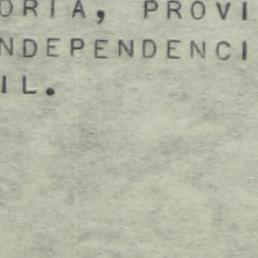 ORIA, PROVI
NDEPENDENCI
IL.